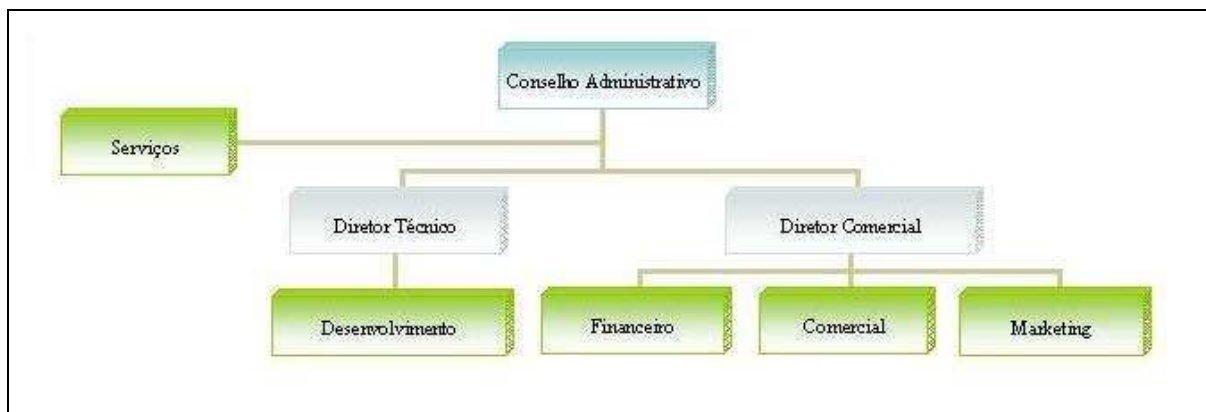 Conselho Administrativo
Serviços
Diretor Técnico
Diretor Comercial
Desenvolvimento
Financeiro
Comercial
Marketing